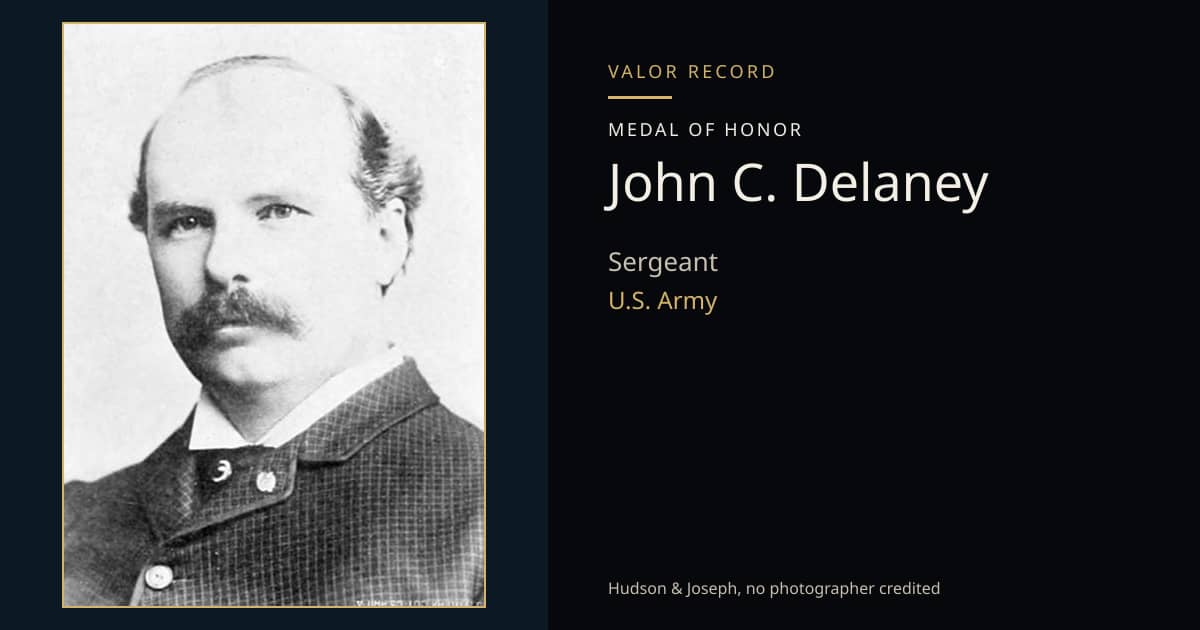 VALOR RECORD
MEDAL OF HONOR
John C. Delaney
Sergeant
U.S. Army
Hudson & Joseph, no photographer credited